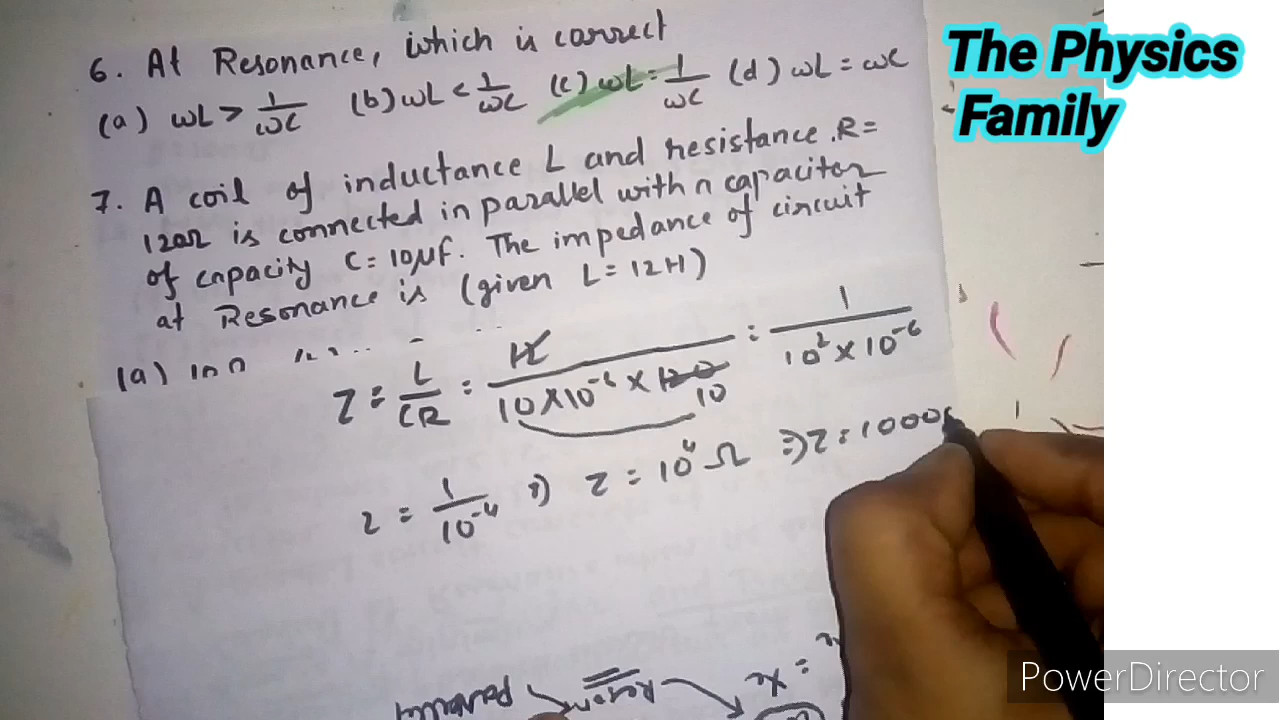 The Physics
Family
6. At Resonance, which is correct
(a) ωL > 1/ωC (b) ωL < 1/ωC (c) ωL = 1/ωC (d) ωL = ωC
7. A coil of inductance L and resistance R =
120Ω is connected in parallel with a capacitor
of capacity C = 10μF. The impedance of circuit
at Resonance is (given L = 12H)
(a)
Z = L/CR = 12/10×10⁻⁶×120 10 = 1/10²×10⁻⁶
Z = 1/10⁻⁴ Z = 10⁴ Ω ⇒ Z = 1000
= Xc
Reson
PowerDirector